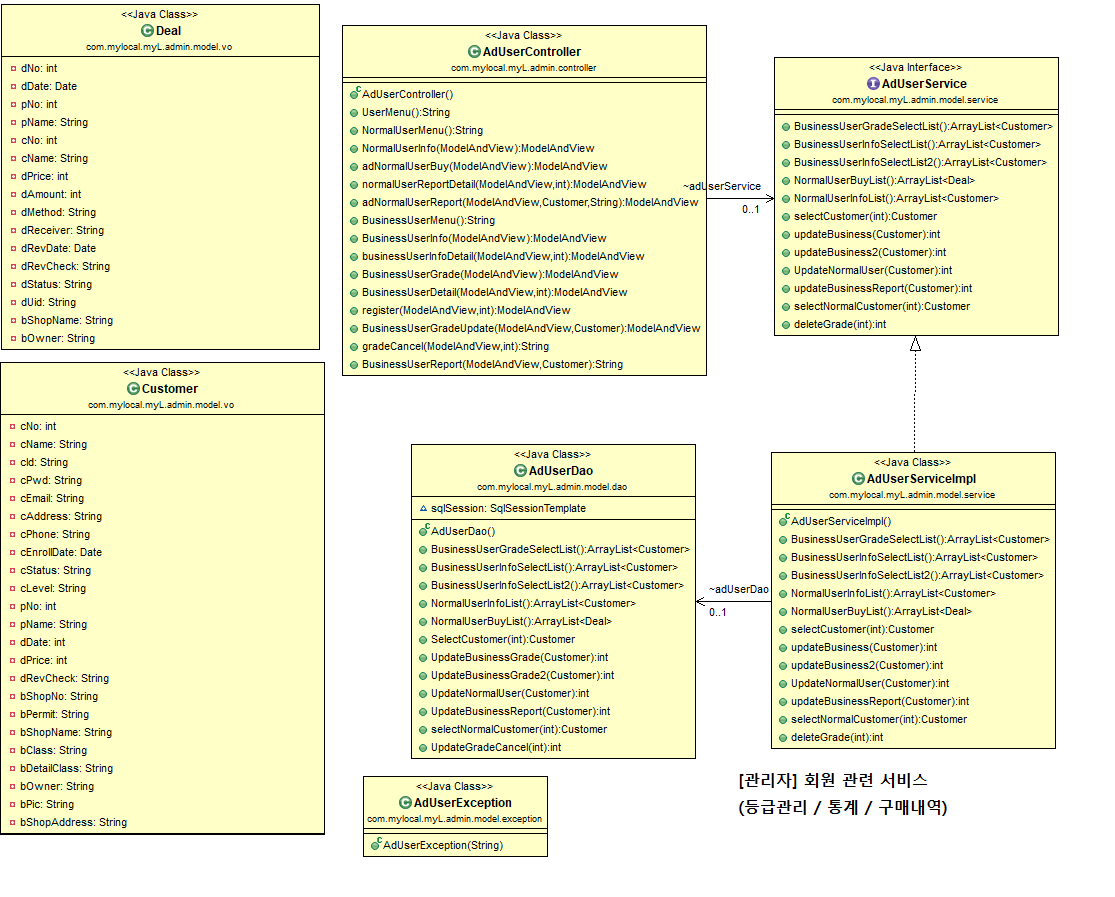 <<Java Class>>
Deal
com.mylocal.myL.admin.model.vo
dNo: int
dDate: Date
pNo: int
pName: String
cNo: int
cName: String
dPrice: int
dAmount: int
dMethod: String
dReceiver: String
dRevDate: Date
dRevCheck: String
dStatus: String
dUid: String
bShopName: String
bOwner: String
<<Java Class>>
Customer
com.mylocal.myL.admin.model.vo
cNo: int
cName: String
cId: String
cPwd: String
cEmail: String
cAddress: String
cPhone: String
cEnrollDate: Date
cStatus: String
cLevel: String
pNo: int
pName: String
dDate: int
dPrice: int
dRevCheck: String
bShopNo: String
bPermit: String
bShopName: String
bClass: String
bDetailClass: String
bOwner: String
bPic: String
bShopAddress: String
<<Java Class>>
AdUserController
com.mylocal.myL.admin.controller
AdUserController()
UserMenu():String
NormalUserMenu():String
NormalUserInfo(ModelAndView):ModelAndView
adNormalUserBuy(ModelAndView):ModelAndView
normalUserReportDetail(ModelAndView,int):ModelAndView
adNormalUserReport(ModelAndView,Customer,String):ModelAndView
BusinessUserMenu():String
BusinessUserInfo(ModelAndView):ModelAndView
businessUserInfoDetail(ModelAndView,int):ModelAndView
BusinessUserGrade(ModelAndView):ModelAndView
BusinessUserDetail(ModelAndView,int):ModelAndView
register(ModelAndView,int):ModelAndView
BusinessUserGradeUpdate(ModelAndView,Customer):ModelAndView
gradeCancel(ModelAndView,int):String
BusinessUserReport(ModelAndView,Customer):String
~adUserService
0..1
<<Java Interface>>
AdUserService
com.mylocal.myL.admin.model.service
BusinessUserGradeSelectList():ArrayList<Customer>
BusinessUserInfoSelectList():ArrayList<Customer>
BusinessUserInfoSelectList2():ArrayList<Customer>
NormalUserBuyList():ArrayList<Deal>
NormalUserInfoList():ArrayList<Customer>
selectCustomer(int):Customer
updateBusiness(Customer):int
updateBusiness2(Customer):int
UpdateNormalUser(Customer):int
updateBusinessReport(Customer):int
selectNormalCustomer(int):Customer
deleteGrade(int):int
<<Java Class>>
AdUserDao
com.mylocal.myL.admin.model.dao
sqlSession: SqlSessionTemplate
AdUserDao()
BusinessUserGradeSelectList():ArrayList<Customer>
BusinessUserInfoSelectList():ArrayList<Customer>
BusinessUserInfoSelectList2():ArrayList<Customer>
NormalUserInfoList():ArrayList<Customer>
NormalUserBuyList():ArrayList<Deal>
SelectCustomer(int):Customer
UpdateBusinessGrade(Customer):int
UpdateBusinessGrade2(Customer):int
UpdateNormalUser(Customer):int
UpdateBusinessReport(Customer):int
selectNormalCustomer(int):Customer
UpdateGradeCancel(int):int
~adUserDao
0..1
<<Java Class>>
AdUserServiceImpl
com.mylocal.myL.admin.model.service
AdUserServiceImpl()
BusinessUserGradeSelectList():ArrayList<Customer>
BusinessUserInfoSelectList():ArrayList<Customer>
BusinessUserInfoSelectList2():ArrayList<Customer>
NormalUserInfoList():ArrayList<Customer>
NormalUserBuyList():ArrayList<Deal>
selectCustomer(int):Customer
updateBusiness(Customer):int
updateBusiness2(Customer):int
UpdateNormalUser(Customer):int
updateBusinessReport(Customer):int
selectNormalCustomer(int):Customer
deleteGrade(int):int
<<Java Class>>
AdUserException
com.mylocal.myL.admin.model.exception
AdUserException(String)
[관리자] 회원 관련 서비스
(등급관리 / 통계 / 구매내역)